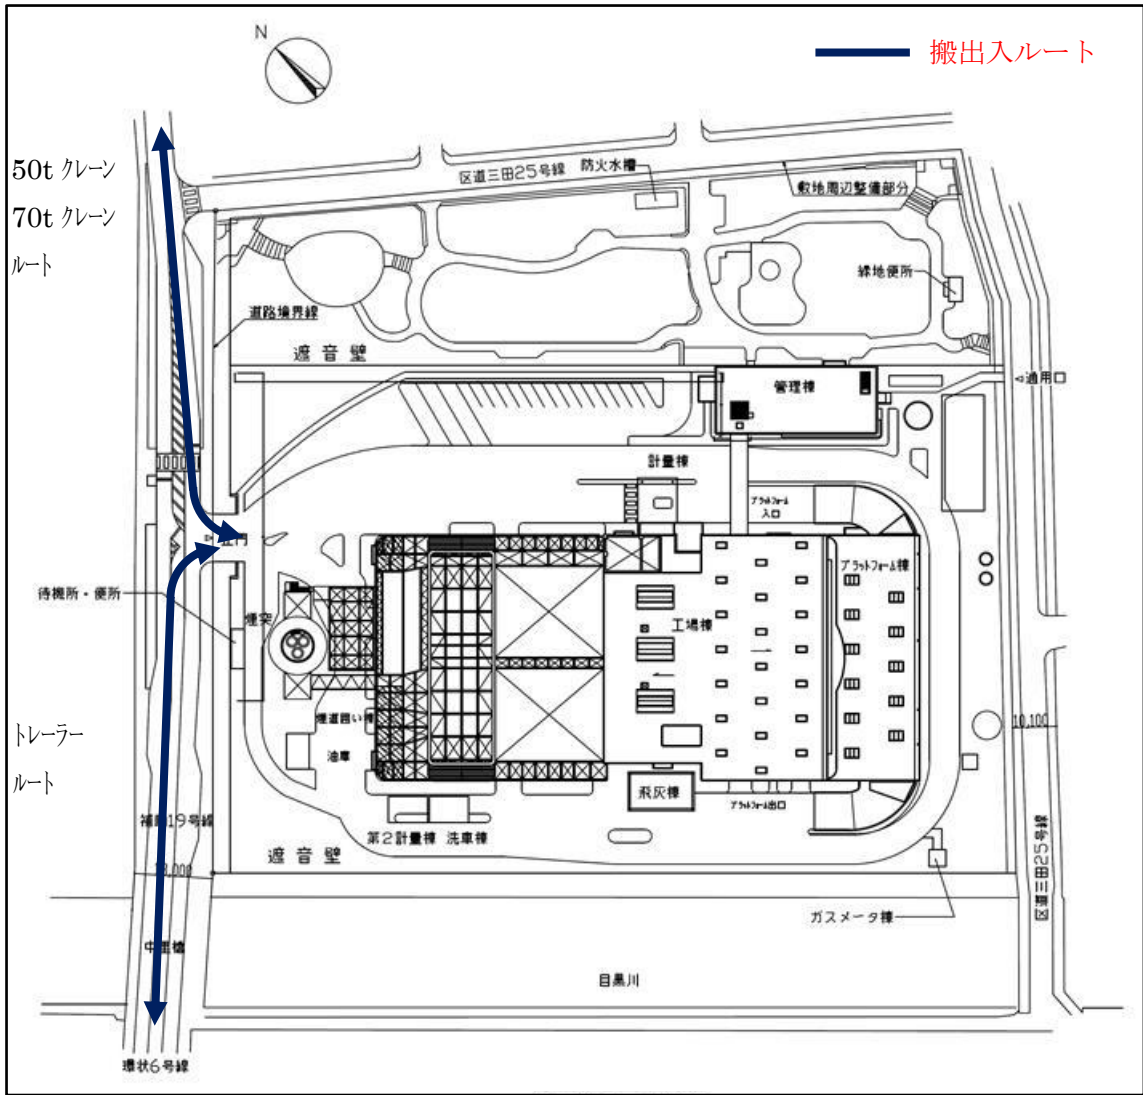 N
搬出入ルート
50t クレーン
70t クレーン
ルート
区道三田25号線
防火水槽
敷地周辺整備部分
緑地便所
道路境界線
遮音壁
管理棟
◁通用口
計量棟
プラットフォーム
入口
正門
プラットフォーム棟
待機所・便所
煙突
工場棟
煙道囲い棟
油庫
トレーラー
ルート
10,100
飛灰棟
プラットフォーム出口
第2計量棟
洗車棟
遮音壁
区道三田25号線
ガスメータ棟
中里橋
目黒川
環状6号線